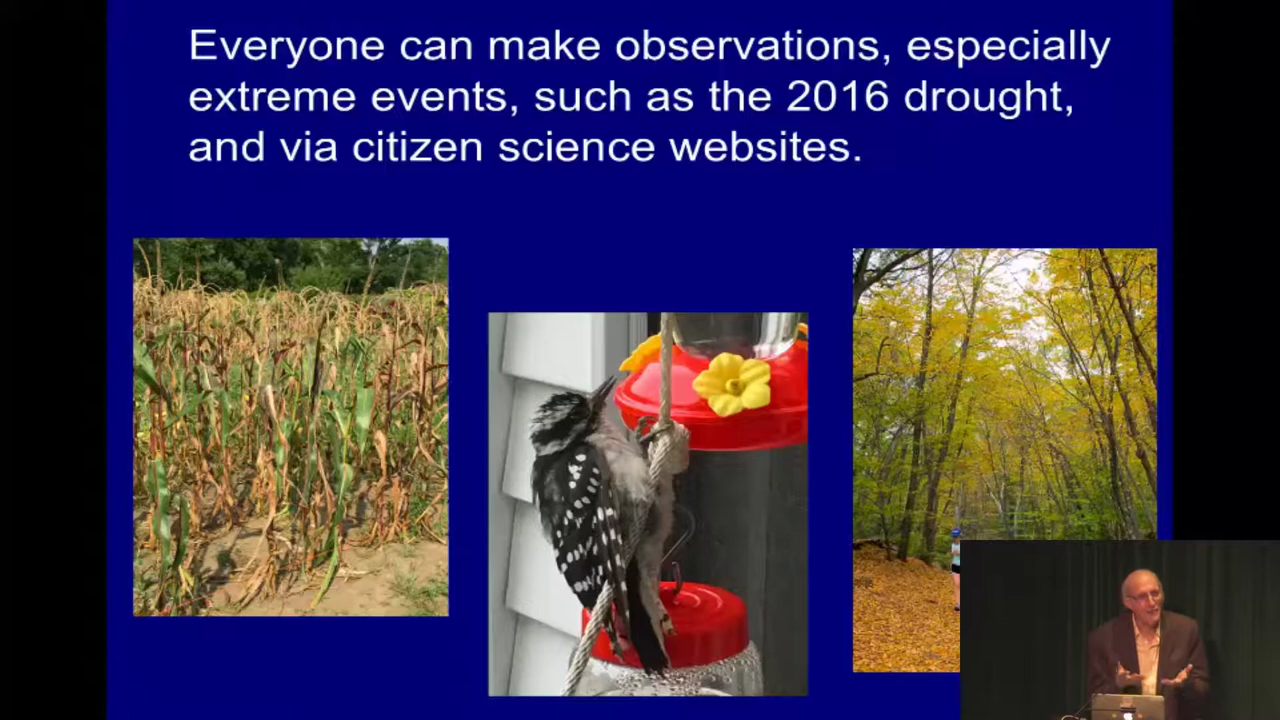 Everyone can make observations, especially
extreme events, such as the 2016 drought,
and via citizen science websites.